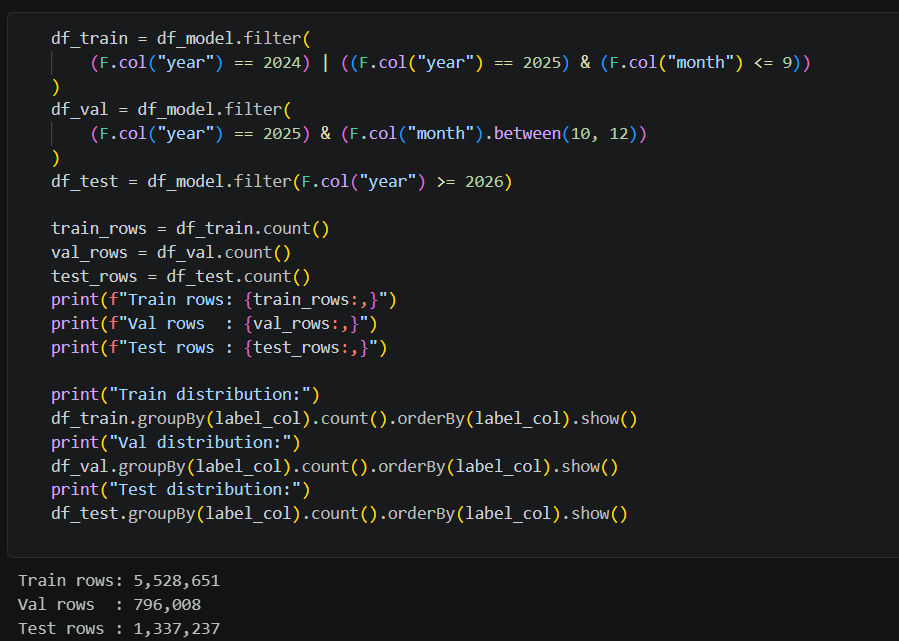 df_train = df_model.filter(
    (F.col("year") == 2024) | ((F.col("year") == 2025) & (F.col("month") <= 9))
)
df_val = df_model.filter(
    (F.col("year") == 2025) & (F.col("month").between(10, 12))
)
df_test = df_model.filter(F.col("year") >= 2026)

train_rows = df_train.count()
val_rows = df_val.count()
test_rows = df_test.count()
print(f"Train rows: {train_rows:,}")
print(f"Val rows  : {val_rows:,}")
print(f"Test rows : {test_rows:,}")

print("Train distribution:")
df_train.groupBy(label_col).count().orderBy(label_col).show()
print("Val distribution:")
df_val.groupBy(label_col).count().orderBy(label_col).show()
print("Test distribution:")
df_test.groupBy(label_col).count().orderBy(label_col).show()

Train rows: 5,528,651
Val rows  : 796,008
Test rows : 1,337,237